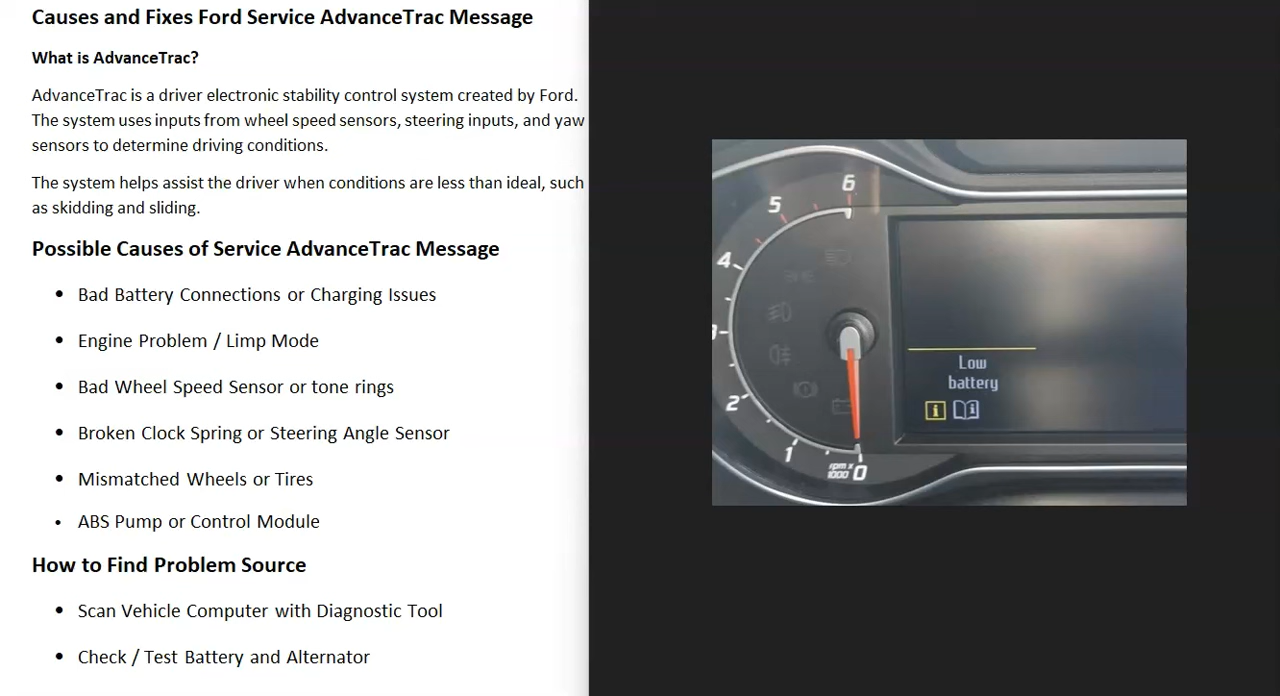 Causes and Fixes Ford Service AdvanceTrac Message
What is AdvanceTrac?
AdvanceTrac is a driver electronic stability control system created by Ford.
The system uses inputs from wheel speed sensors, steering inputs, and yaw
sensors to determine driving conditions.
The system helps assist the driver when conditions are less than ideal, such
as skidding and sliding.
Possible Causes of Service AdvanceTrac Message
• Bad Battery Connections or Charging Issues
• Engine Problem / Limp Mode
• Bad Wheel Speed Sensor or tone rings
• Broken Clock Spring or Steering Angle Sensor
• Mismatched Wheels or Tires
• ABS Pump or Control Module
How to Find Problem Source
• Scan Vehicle Computer with Diagnostic Tool
• Check / Test Battery and Alternator
6
5
4
2
1
0
rpm x
1000
Low
battery